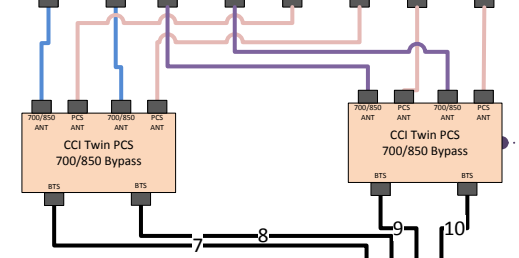 700/850 PCS 700/850 PCS
ANT ANT ANT ANT
CCI Twin PCS
700/850 Bypass
BTS BTS
700/850 PCS 700/850 PCS
ANT ANT ANT ANT
CCI Twin PCS
700/850 Bypass
BTS BTS
7
8
9
10